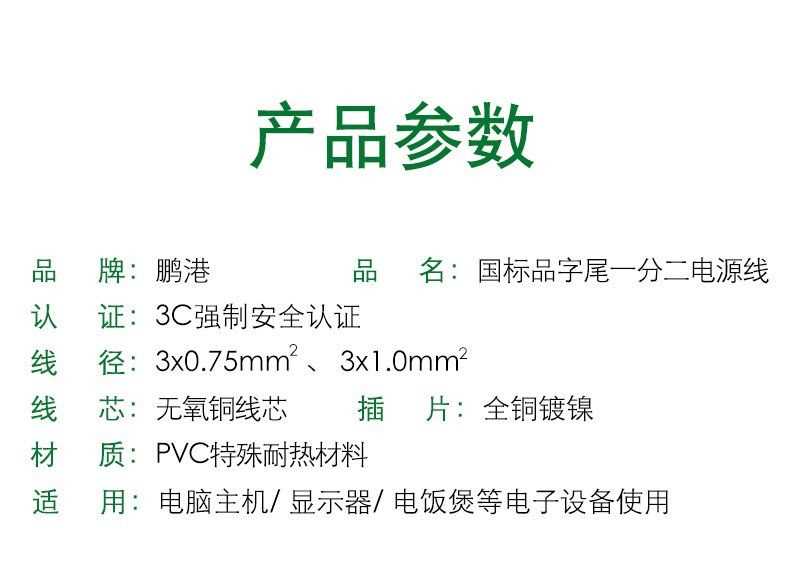 产品参数
品 牌：鹏港 品 名：国标品字尾一分二电源线
认 证：3C强制安全认证
线 径：3x0.75mm²、3x1.0mm²
线 芯：无氧铜线芯 插 片：全铜镀镍
材 质：PVC特殊耐热材料
适 用：电脑主机/ 显示器/ 电饭煲等电子设备使用